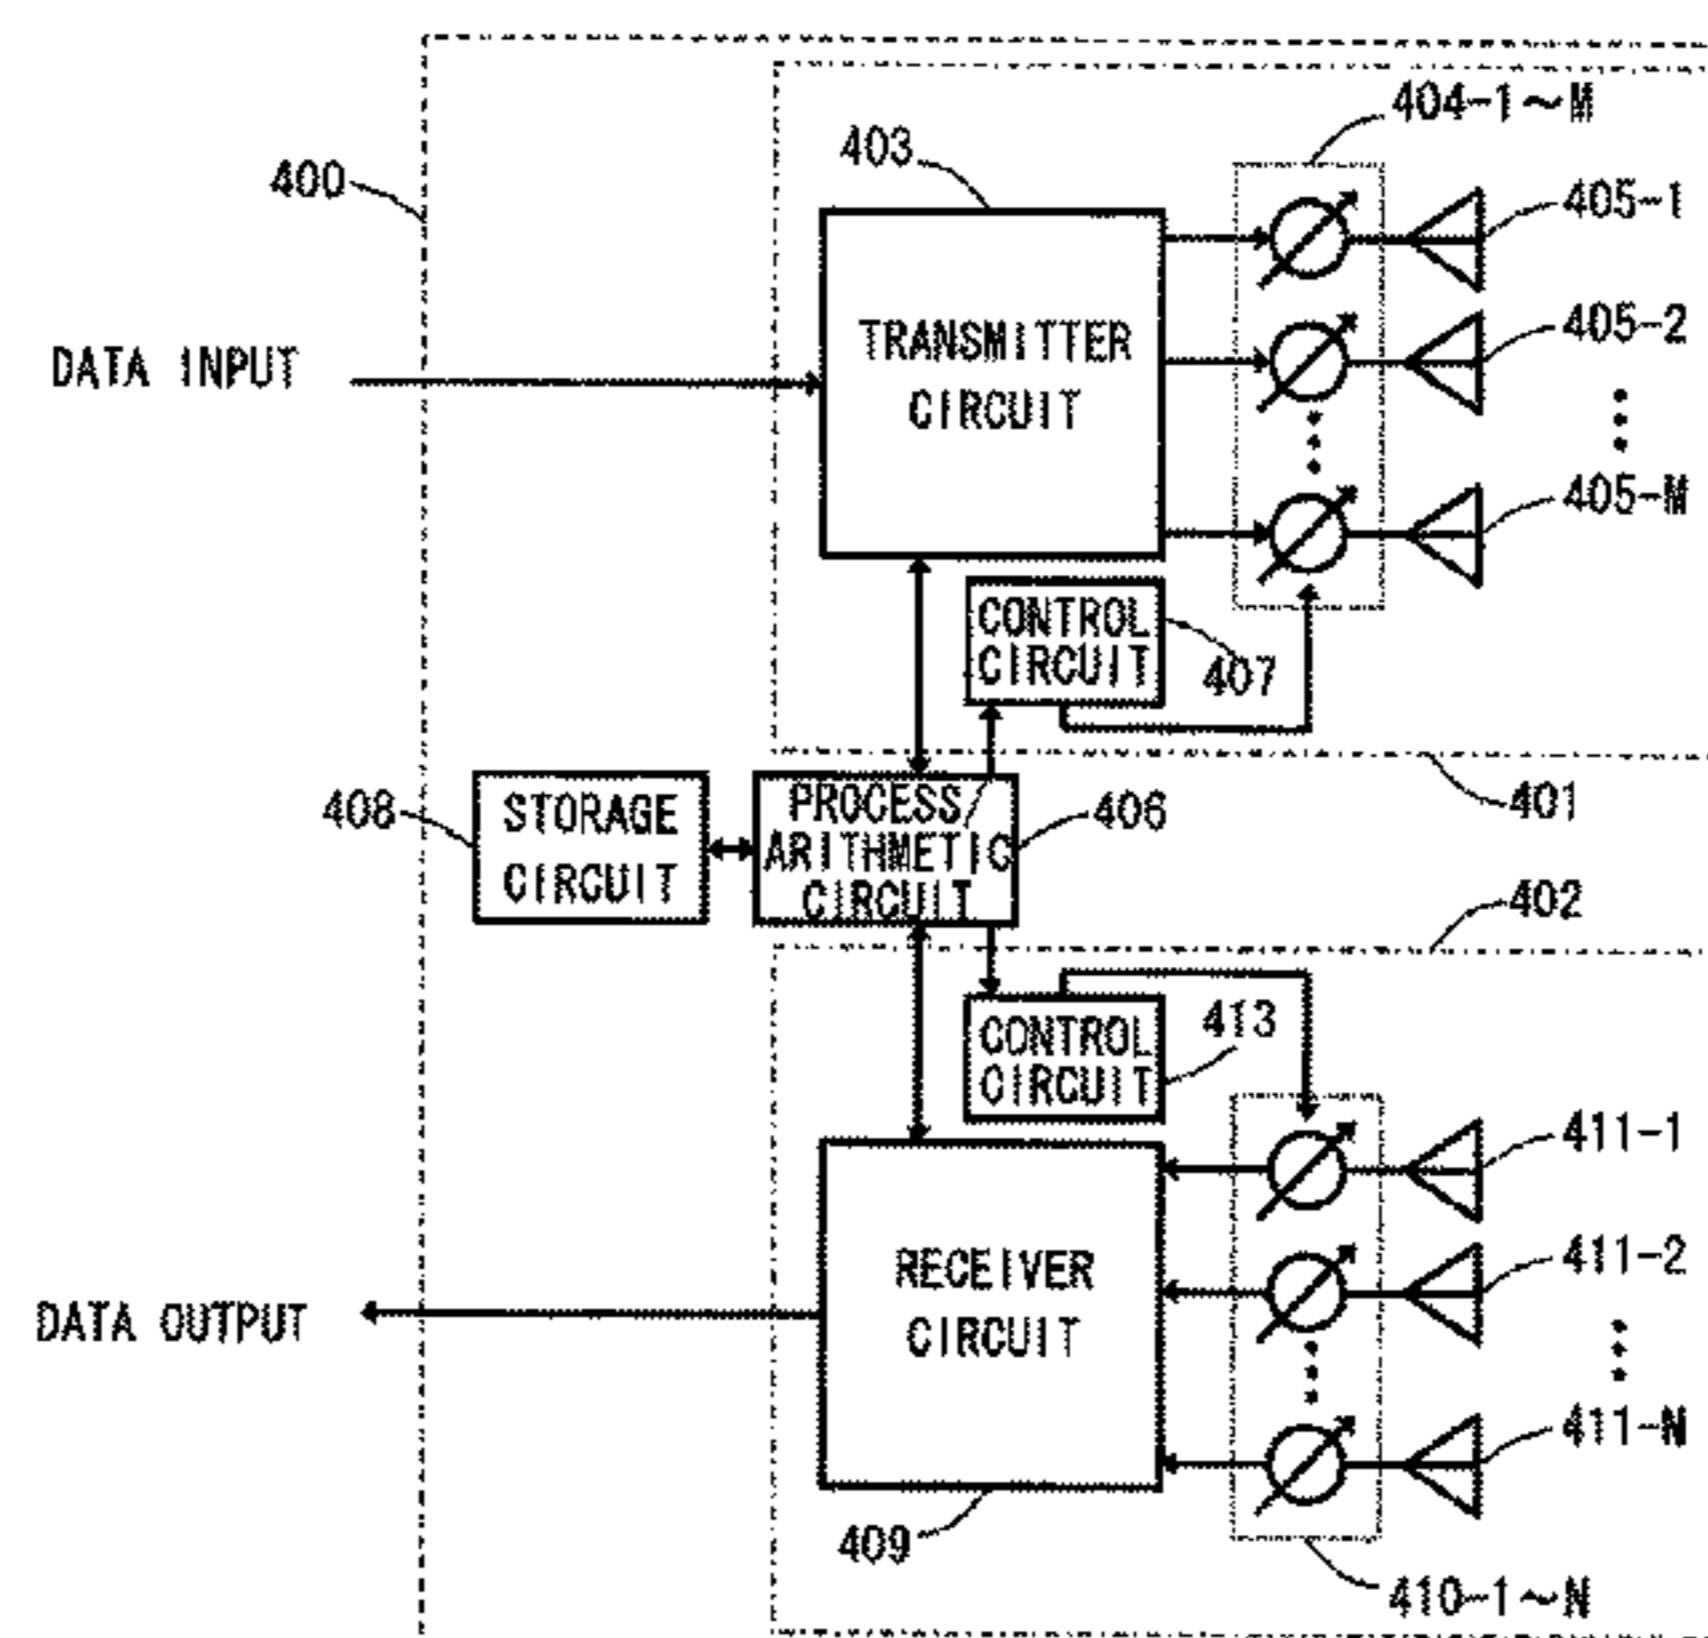 404-1~M
403
400
405-1
TRANSMITTER
CIRCUIT
405-2
DATA INPUT
405-M
CONTROL
CIRCUIT
407
401
408
STORAGE
CIRCUIT
PROCESS
ARITHMETIC
CIRCUIT
406
402
CONTROL
CIRCUIT
413
411-1
RECEIVER
CIRCUIT
411-2
DATA OUTPUT
411-N
409
410-1~N